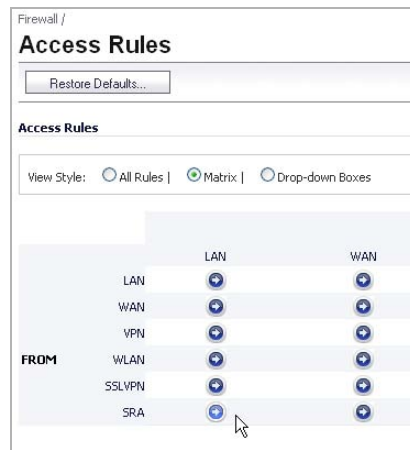 Firewall /
Access Rules
Restore Defaults...
Access Rules
View Style: All Rules | Matrix | Drop-down Boxes
LAN WAN
LAN
WAN
VPN
FROM WLAN
SSLVPN
SRA